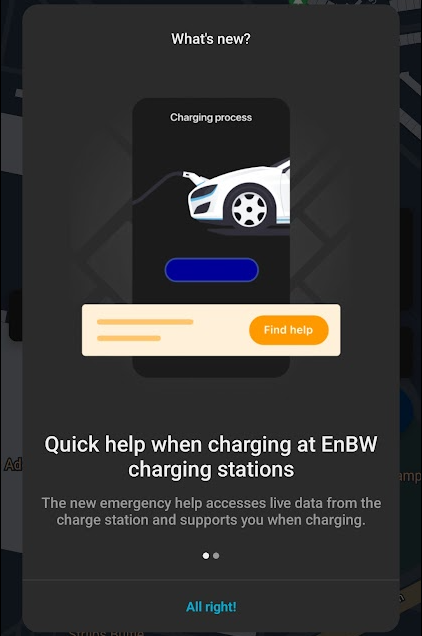 What's new?
Charging process
Find help
Quick help when charging at EnBW
charging stations
The new emergency help accesses live data from the
charge station and supports you when charging.
All right!